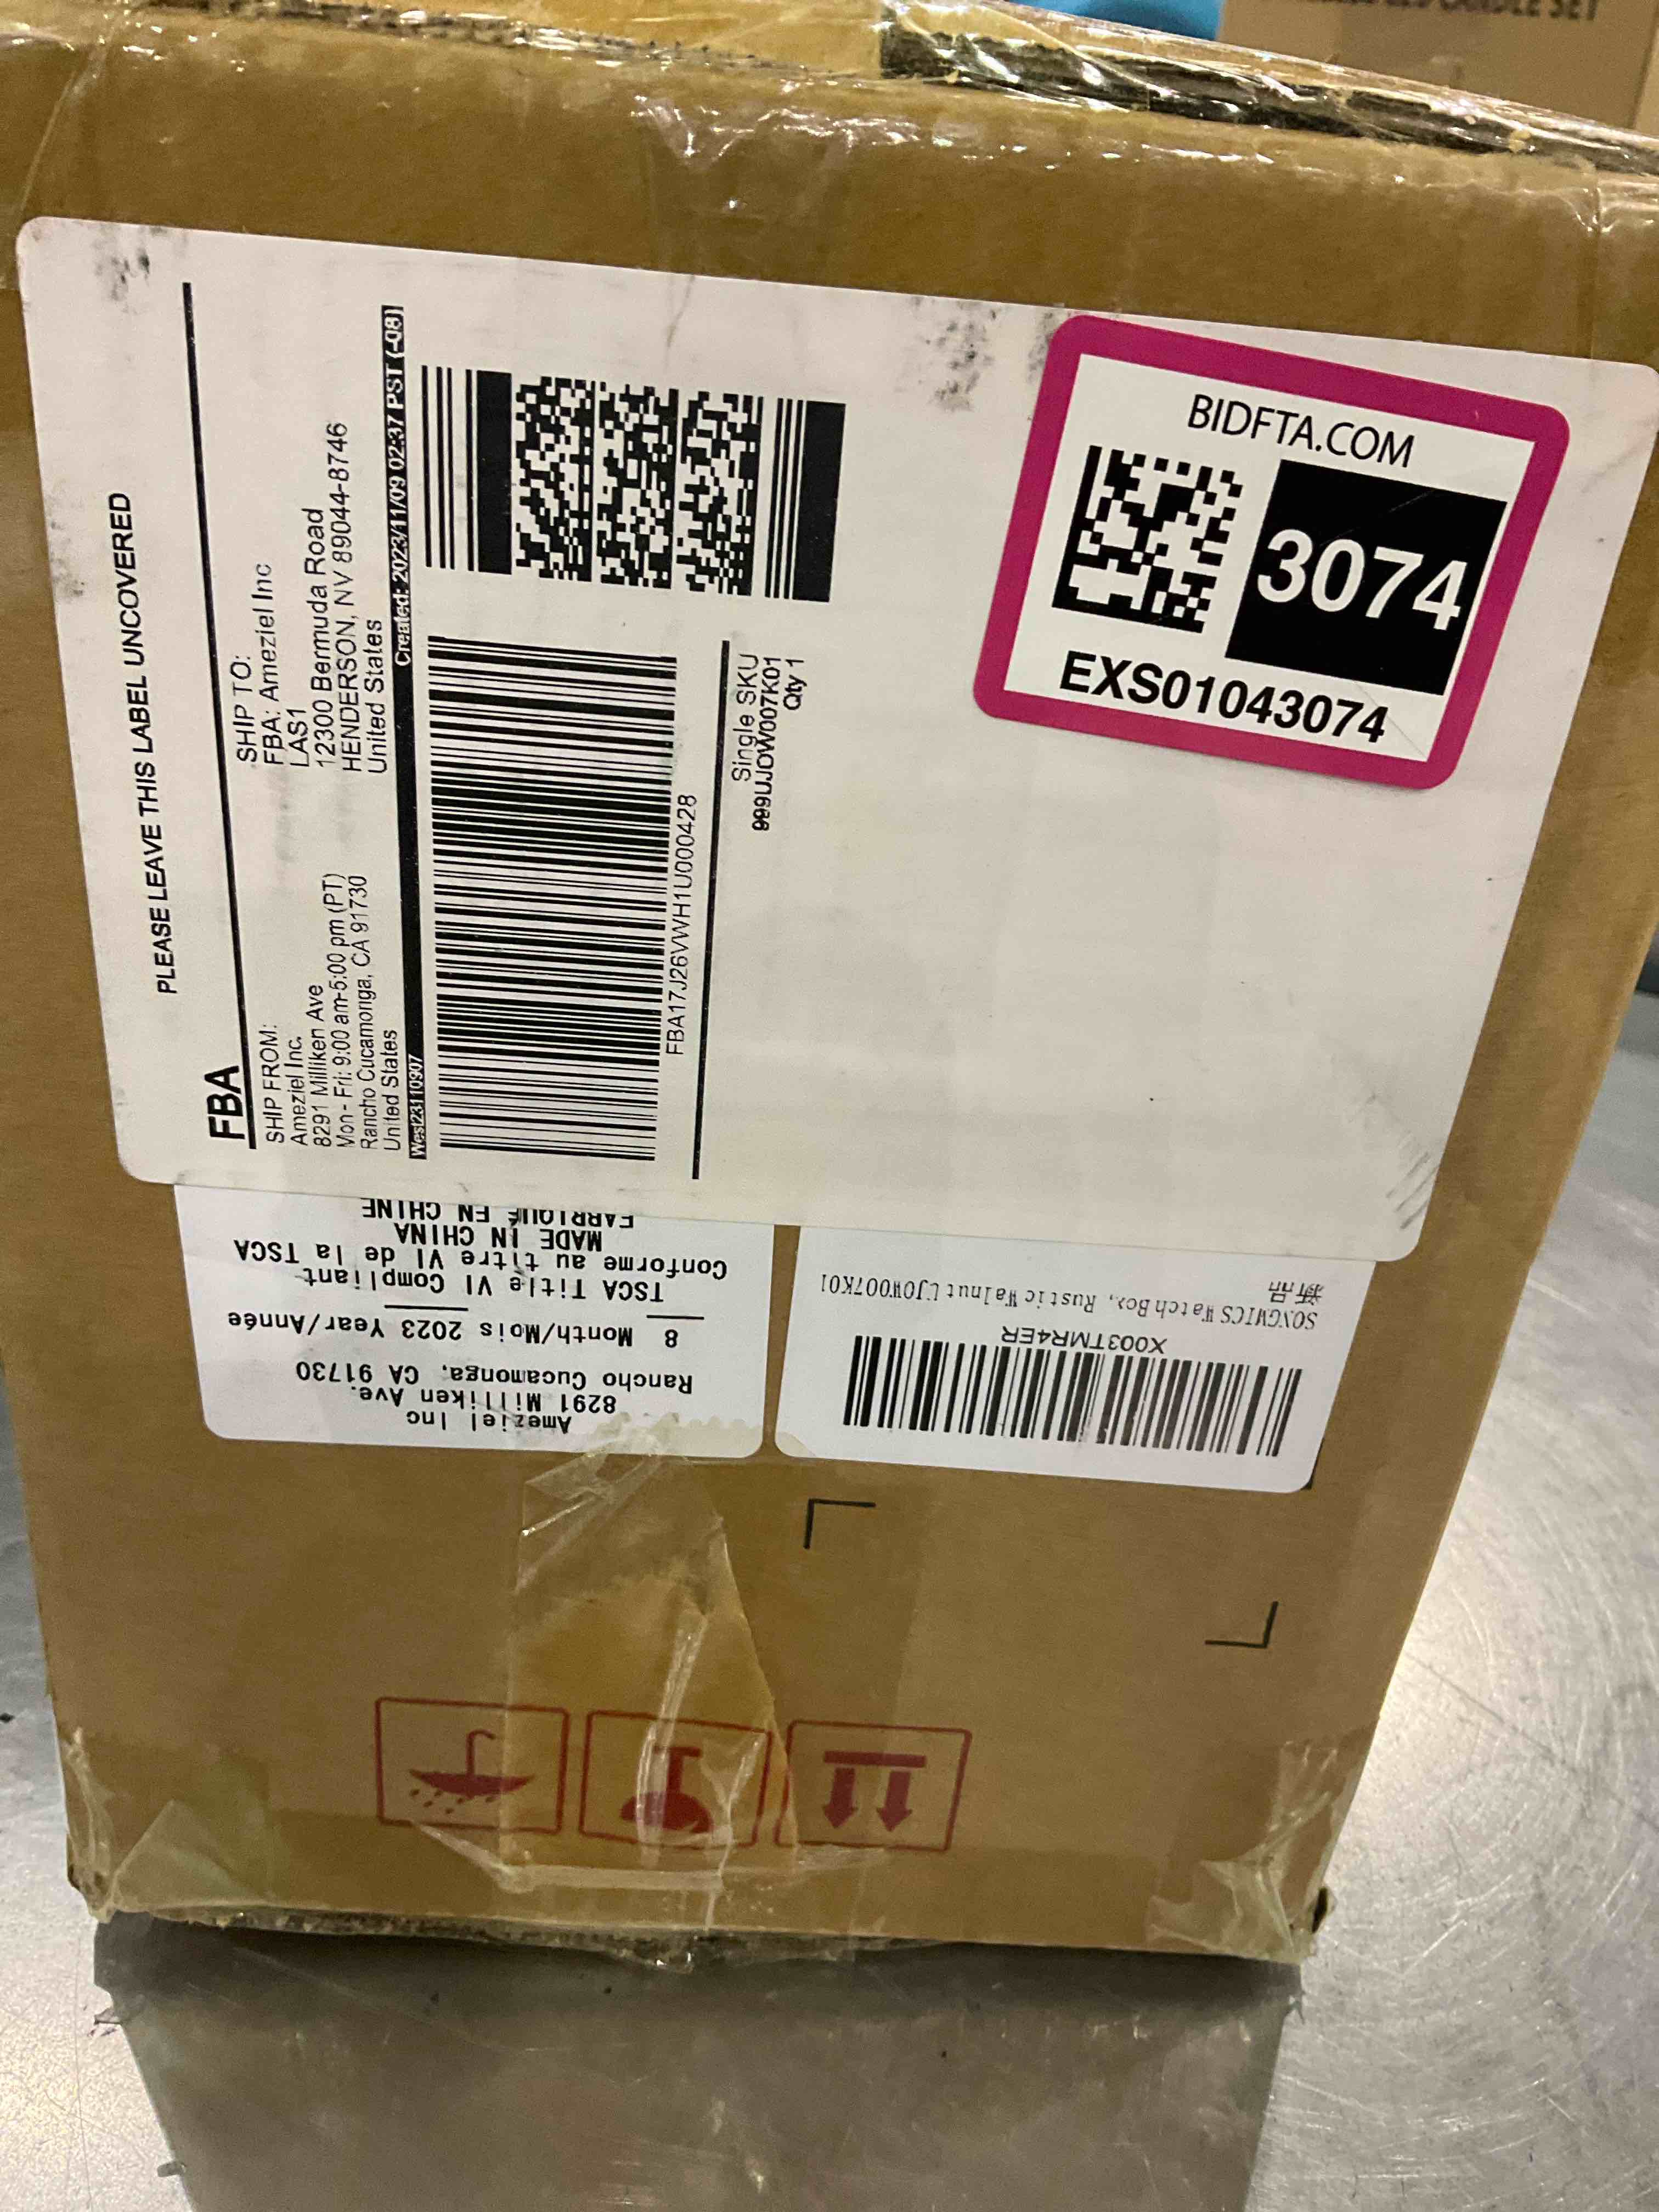 CANDLE SET
PLEASE LEAVE THIS LABEL UNCOVERED
FBA
SHIP FROM:
Ameziel Inc.
8291 Milliken Ave
Mon - Fri: 9:00 am-5:00 pm (PT)
Rancho Cucamonga, CA 91730
United States
SHIP TO:
FBA: Ameziel Inc
LAS1
12300 Bermuda Road
HENDERSON, NV 89044-8746
United States
West23110907
Created: 2023/11/09 02:37 PST (-08)
FBA17J26VWH1U000428
Single SKU
999UJOW007K01
Qty 1
BIDFTA.COM
3074
EXS01043074
Ameziel Inc
8291 Milliken Ave.
Rancho Cucamonga, CA 91730
8 Month/Mois 2023 Year/Année
TSCA Title VI Compliant
Conforme au titre VI de la TSCA
MADE IN CHINA
FABRIQUÉ EN CHINE
X003TMR4ER
SONGMICS Watch Box, Rustic Walnut UJOW007K01
新品